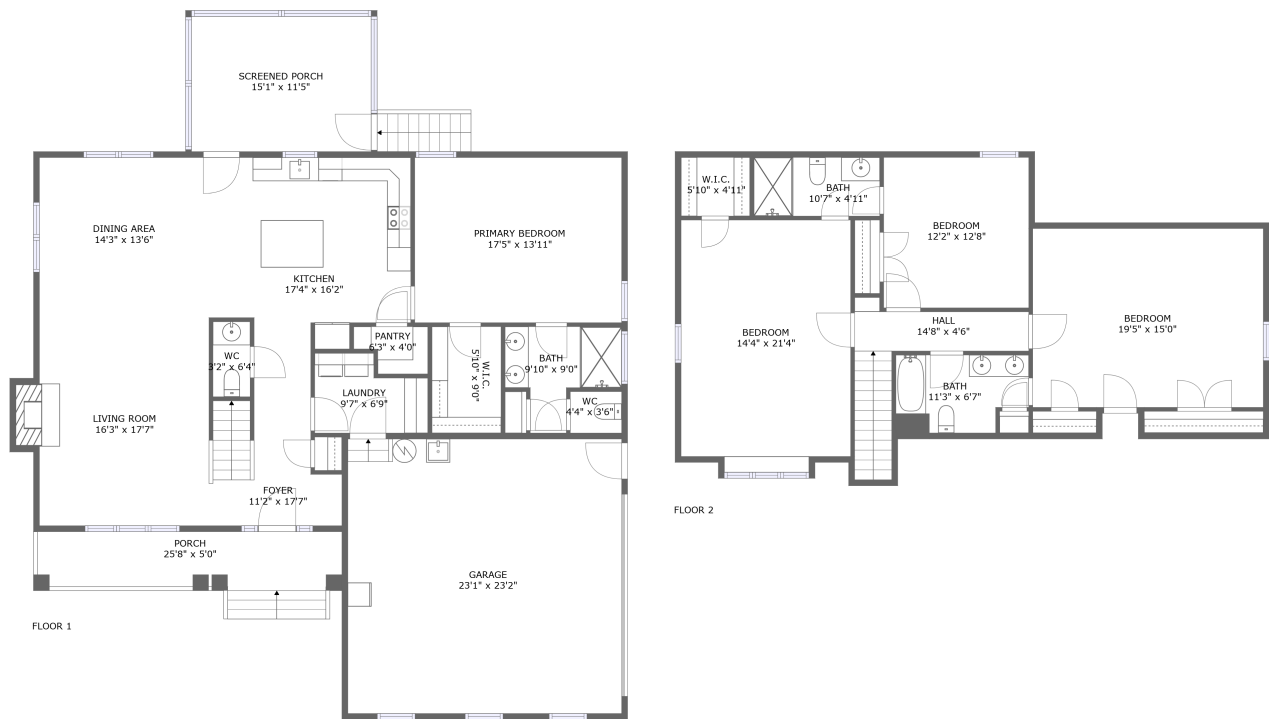 SCREENED PORCH
15'1" x 11'5"
DINING AREA
14'3" x 13'6"
KITCHEN
17'4" x 16'2"
PRIMARY BEDROOM
17'5" x 13'11"
WC
3'2" x 6'4"
PANTRY
6'3" x 4'0"
LAUNDRY
9'7" x 6'9"
W.I.C.
5'10" x 9'0"
BATH
9'10" x 9'0"
WC
4'4" x 3'6"
LIVING ROOM
16'3" x 17'7"
FOYER
11'2" x 17'7"
PORCH
25'8" x 5'0"
GARAGE
23'1" x 23'2"
FLOOR 1
W.I.C.
5'10" x 4'11"
BATH
10'7" x 4'11"
BEDROOM
12'2" x 12'8"
BEDROOM
14'4" x 21'4"
HALL
14'8" x 4'6"
BEDROOM
19'5" x 15'0"
BATH
11'3" x 6'7"
FLOOR 2